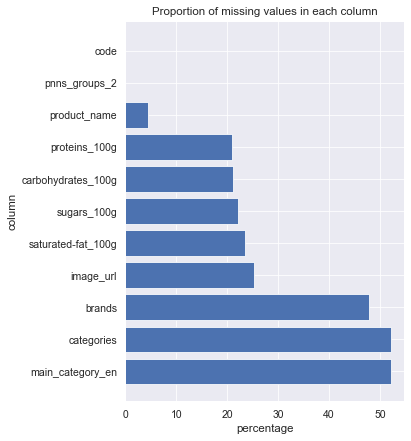 Proportion of missing values in each column
code
pnns_groups_2
product_name
proteins_100g
carbohydrates_100g
sugars_100g
saturated-fat_100g
image_url
brands
categories
main_category_en
column
0 10 20 30 40 50
percentage